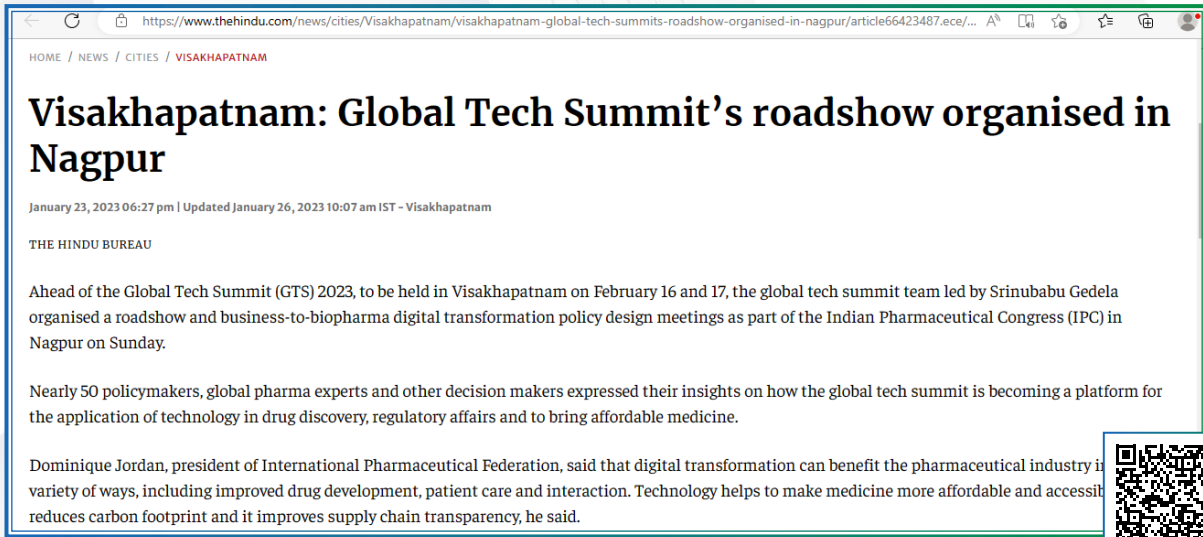 https://www.thehindu.com/news/cities/Visakhapatnam/visakhapatnam-global-tech-summits-roadshow-organised-in-nagpur/article66423487.ece/...
HOME / NEWS / CITIES / VISAKHAPATNAM
Visakhapatnam: Global Tech Summit’s roadshow organised in
Nagpur
January 23, 2023 06:27 pm | Updated January 26, 2023 10:07 am IST - Visakhapatnam
THE HINDU BUREAU
Ahead of the Global Tech Summit (GTS) 2023, to be held in Visakhapatnam on February 16 and 17, the global tech summit team led by Srinubabu Gedela
organised a roadshow and business-to-biopharma digital transformation policy design meetings as part of the Indian Pharmaceutical Congress (IPC) in
Nagpur on Sunday.
Nearly 50 policymakers, global pharma experts and other decision makers expressed their insights on how the global tech summit is becoming a platform for
the application of technology in drug discovery, regulatory affairs and to bring affordable medicine.
Dominique Jordan, president of International Pharmaceutical Federation, said that digital transformation can benefit the pharmaceutical industry
variety of ways, including improved drug development, patient care and interaction. Technology helps to make medicine more affordable and
reduces carbon footprint and it improves supply chain transparency, he said.